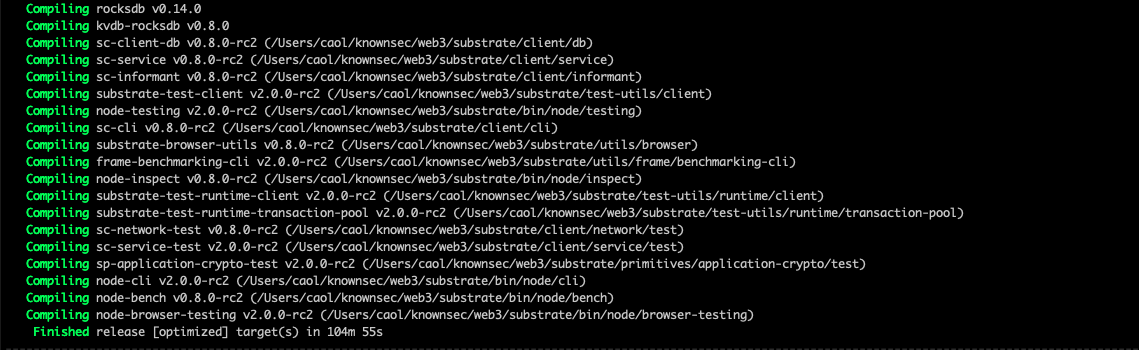 Compiling rocksdb v0.14.0
Compiling kvdb-rocksdb v0.8.0
Compiling sc-client-db v0.8.0-rc2 (/Users/caol/knownsec/web3/substrate/client/db)
Compiling sc-service v0.8.0-rc2 (/Users/caol/knownsec/web3/substrate/client/service)
Compiling sc-informant v0.8.0-rc2 (/Users/caol/knownsec/web3/substrate/client/informant)
Compiling substrate-test-client v2.0.0-rc2 (/Users/caol/knownsec/web3/substrate/test-utils/client)
Compiling node-testing v2.0.0-rc2 (/Users/caol/knownsec/web3/substrate/bin/node/testing)
Compiling sc-cli v0.8.0-rc2 (/Users/caol/knownsec/web3/substrate/client/cli)
Compiling substrate-browser-utils v0.8.0-rc2 (/Users/caol/knownsec/web3/substrate/utils/browser)
Compiling frame-benchmarking-cli v2.0.0-rc2 (/Users/caol/knownsec/web3/substrate/utils/frame/benchmarking-cli)
Compiling node-inspect v0.8.0-rc2 (/Users/caol/knownsec/web3/substrate/bin/node/inspect)
Compiling substrate-test-runtime-client v2.0.0-rc2 (/Users/caol/knownsec/web3/substrate/test-utils/runtime/client)
Compiling substrate-test-runtime-transaction-pool v2.0.0-rc2 (/Users/caol/knownsec/web3/substrate/test-utils/runtime/transaction-pool)
Compiling sc-network-test v0.8.0-rc2 (/Users/caol/knownsec/web3/substrate/client/network/test)
Compiling sc-service-test v2.0.0-rc2 (/Users/caol/knownsec/web3/substrate/client/service/test)
Compiling sp-application-crypto-test v2.0.0-rc2 (/Users/caol/knownsec/web3/substrate/primitives/application-crypto/test)
Compiling node-cli v2.0.0-rc2 (/Users/caol/knownsec/web3/substrate/bin/node/cli)
Compiling node-bench v0.8.0-rc2 (/Users/caol/knownsec/web3/substrate/bin/node/bench)
Compiling node-browser-testing v2.0.0-rc2 (/Users/caol/knownsec/web3/substrate/bin/node/browser-testing)
Finished release [optimized] target(s) in 104m 55s